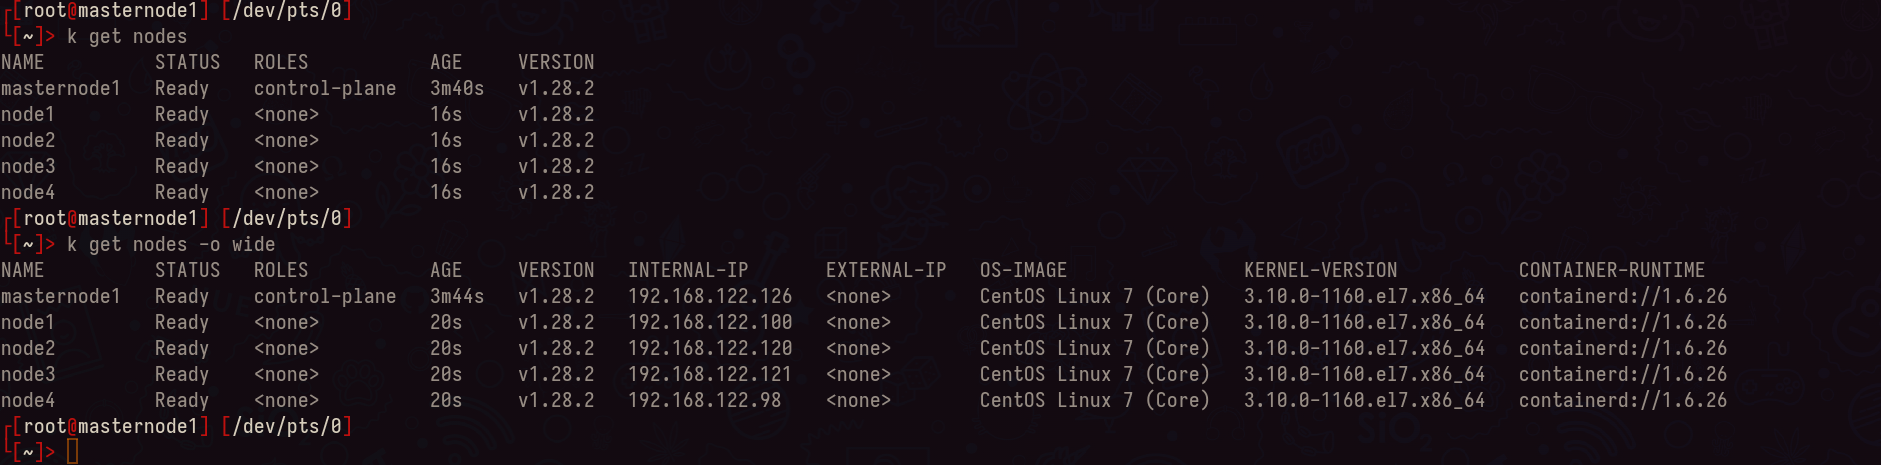 ┌[root@masternode1] [/dev/pts/0]
└[~]> k get nodes
NAME          STATUS   ROLES           AGE     VERSION
masternode1   Ready    control-plane   3m40s   v1.28.2
node1         Ready    <none>          16s     v1.28.2
node2         Ready    <none>          16s     v1.28.2
node3         Ready    <none>          16s     v1.28.2
node4         Ready    <none>          16s     v1.28.2
┌[root@masternode1] [/dev/pts/0]
└[~]> k get nodes -o wide
NAME          STATUS   ROLES           AGE     VERSION   INTERNAL-IP       EXTERNAL-IP   OS-IMAGE                KERNEL-VERSION           CONTAINER-RUNTIME
masternode1   Ready    control-plane   3m44s   v1.28.2   192.168.122.126   <none>        CentOS Linux 7 (Core)   3.10.0-1160.el7.x86_64   containerd://1.6.26
node1         Ready    <none>          20s     v1.28.2   192.168.122.100   <none>        CentOS Linux 7 (Core)   3.10.0-1160.el7.x86_64   containerd://1.6.26
node2         Ready    <none>          20s     v1.28.2   192.168.122.120   <none>        CentOS Linux 7 (Core)   3.10.0-1160.el7.x86_64   containerd://1.6.26
node3         Ready    <none>          20s     v1.28.2   192.168.122.121   <none>        CentOS Linux 7 (Core)   3.10.0-1160.el7.x86_64   containerd://1.6.26
node4         Ready    <none>          20s     v1.28.2   192.168.122.98    <none>        CentOS Linux 7 (Core)   3.10.0-1160.el7.x86_64   containerd://1.6.26
┌[root@masternode1] [/dev/pts/0]
└[~]>